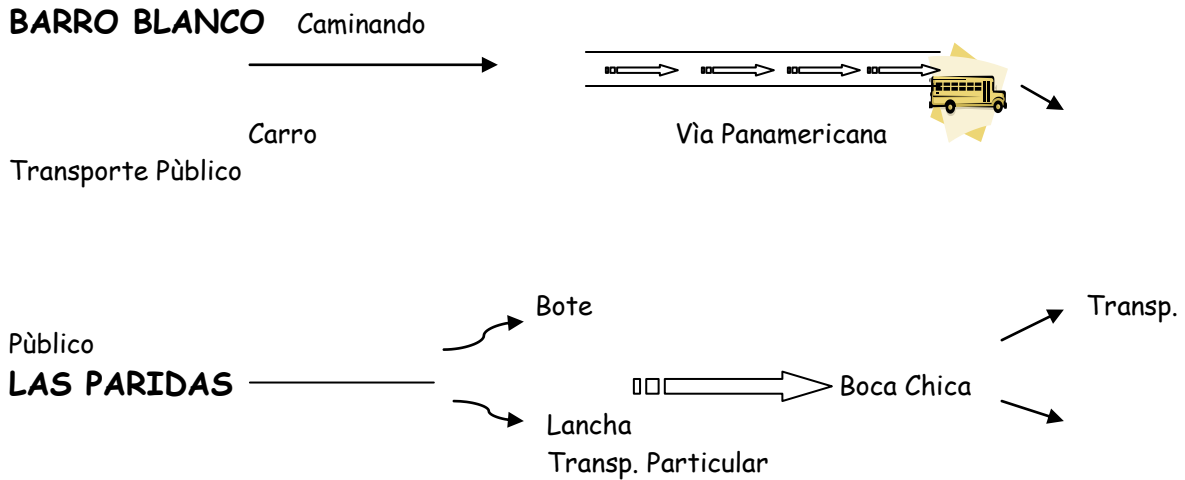 BARRO BLANCO Caminando
Carro
Vìa Panamericana
Transporte Pùblico
Bote
Transp.
Pùblico
LAS PARIDAS
Boca Chica
Lancha
Transp. Particular